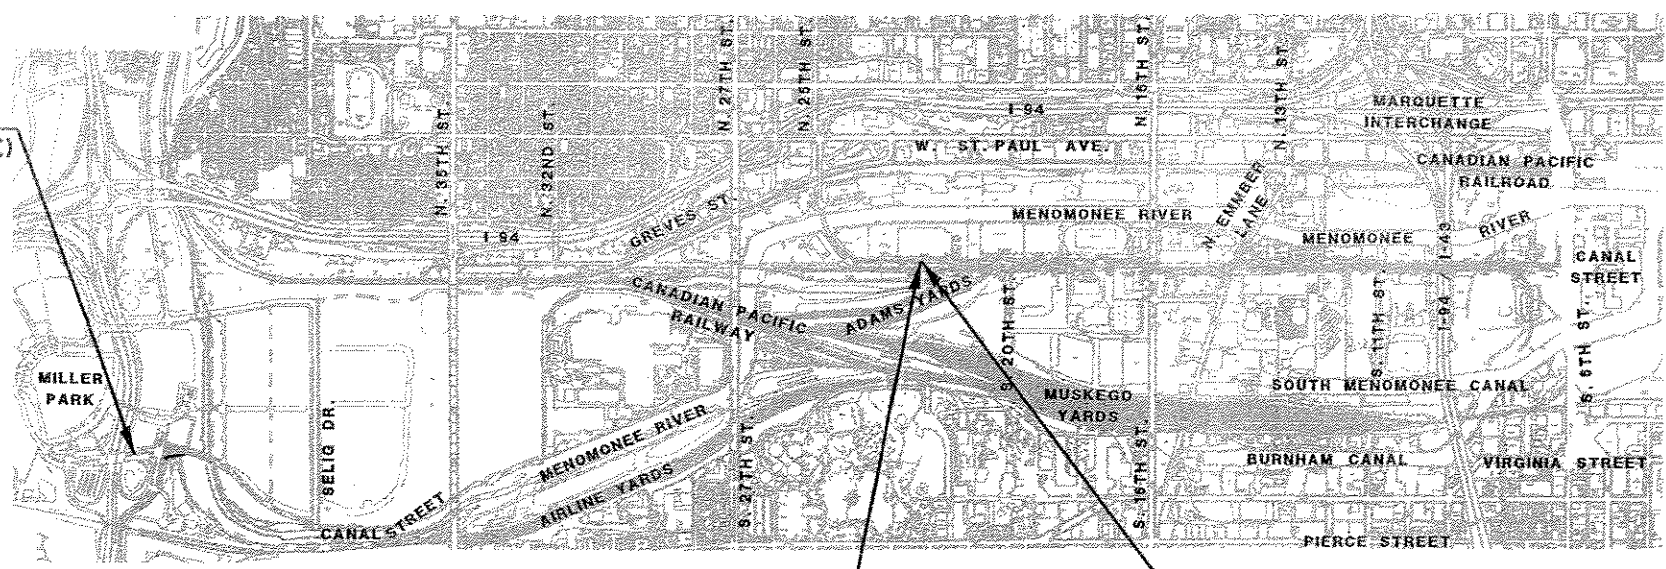 C)
N. 35TH ST.
N. 32ND ST.
N. 27TH ST.
N. 25TH ST.
N. 16TH ST.
N. 13TH ST.
I-94
MARQUETTE
INTERCHANGE
W. ST. PAUL AVE.
CANADIAN PACIFIC
RAILROAD
N. EMMBER
LANE
GREVES ST.
MENOMONEE RIVER
I-94
MENOMONEE
RIVER
I-94 / I-43
CANAL
STREET
CANADIAN PACIFIC
RAILWAY
ADAMS YARDS
S. 20TH ST.
S. 11TH ST.
S. 6TH ST.
MILLER
PARK
SELIG DR.
MUSKEGO
YARDS
SOUTH MENOMONEE CANAL
MENOMONEE RIVER
AIRLINE YARDS
S. 27TH ST.
S. 16TH ST.
BURNHAM CANAL
VIRGINIA STREET
CANAL STREET
PIERCE STREET